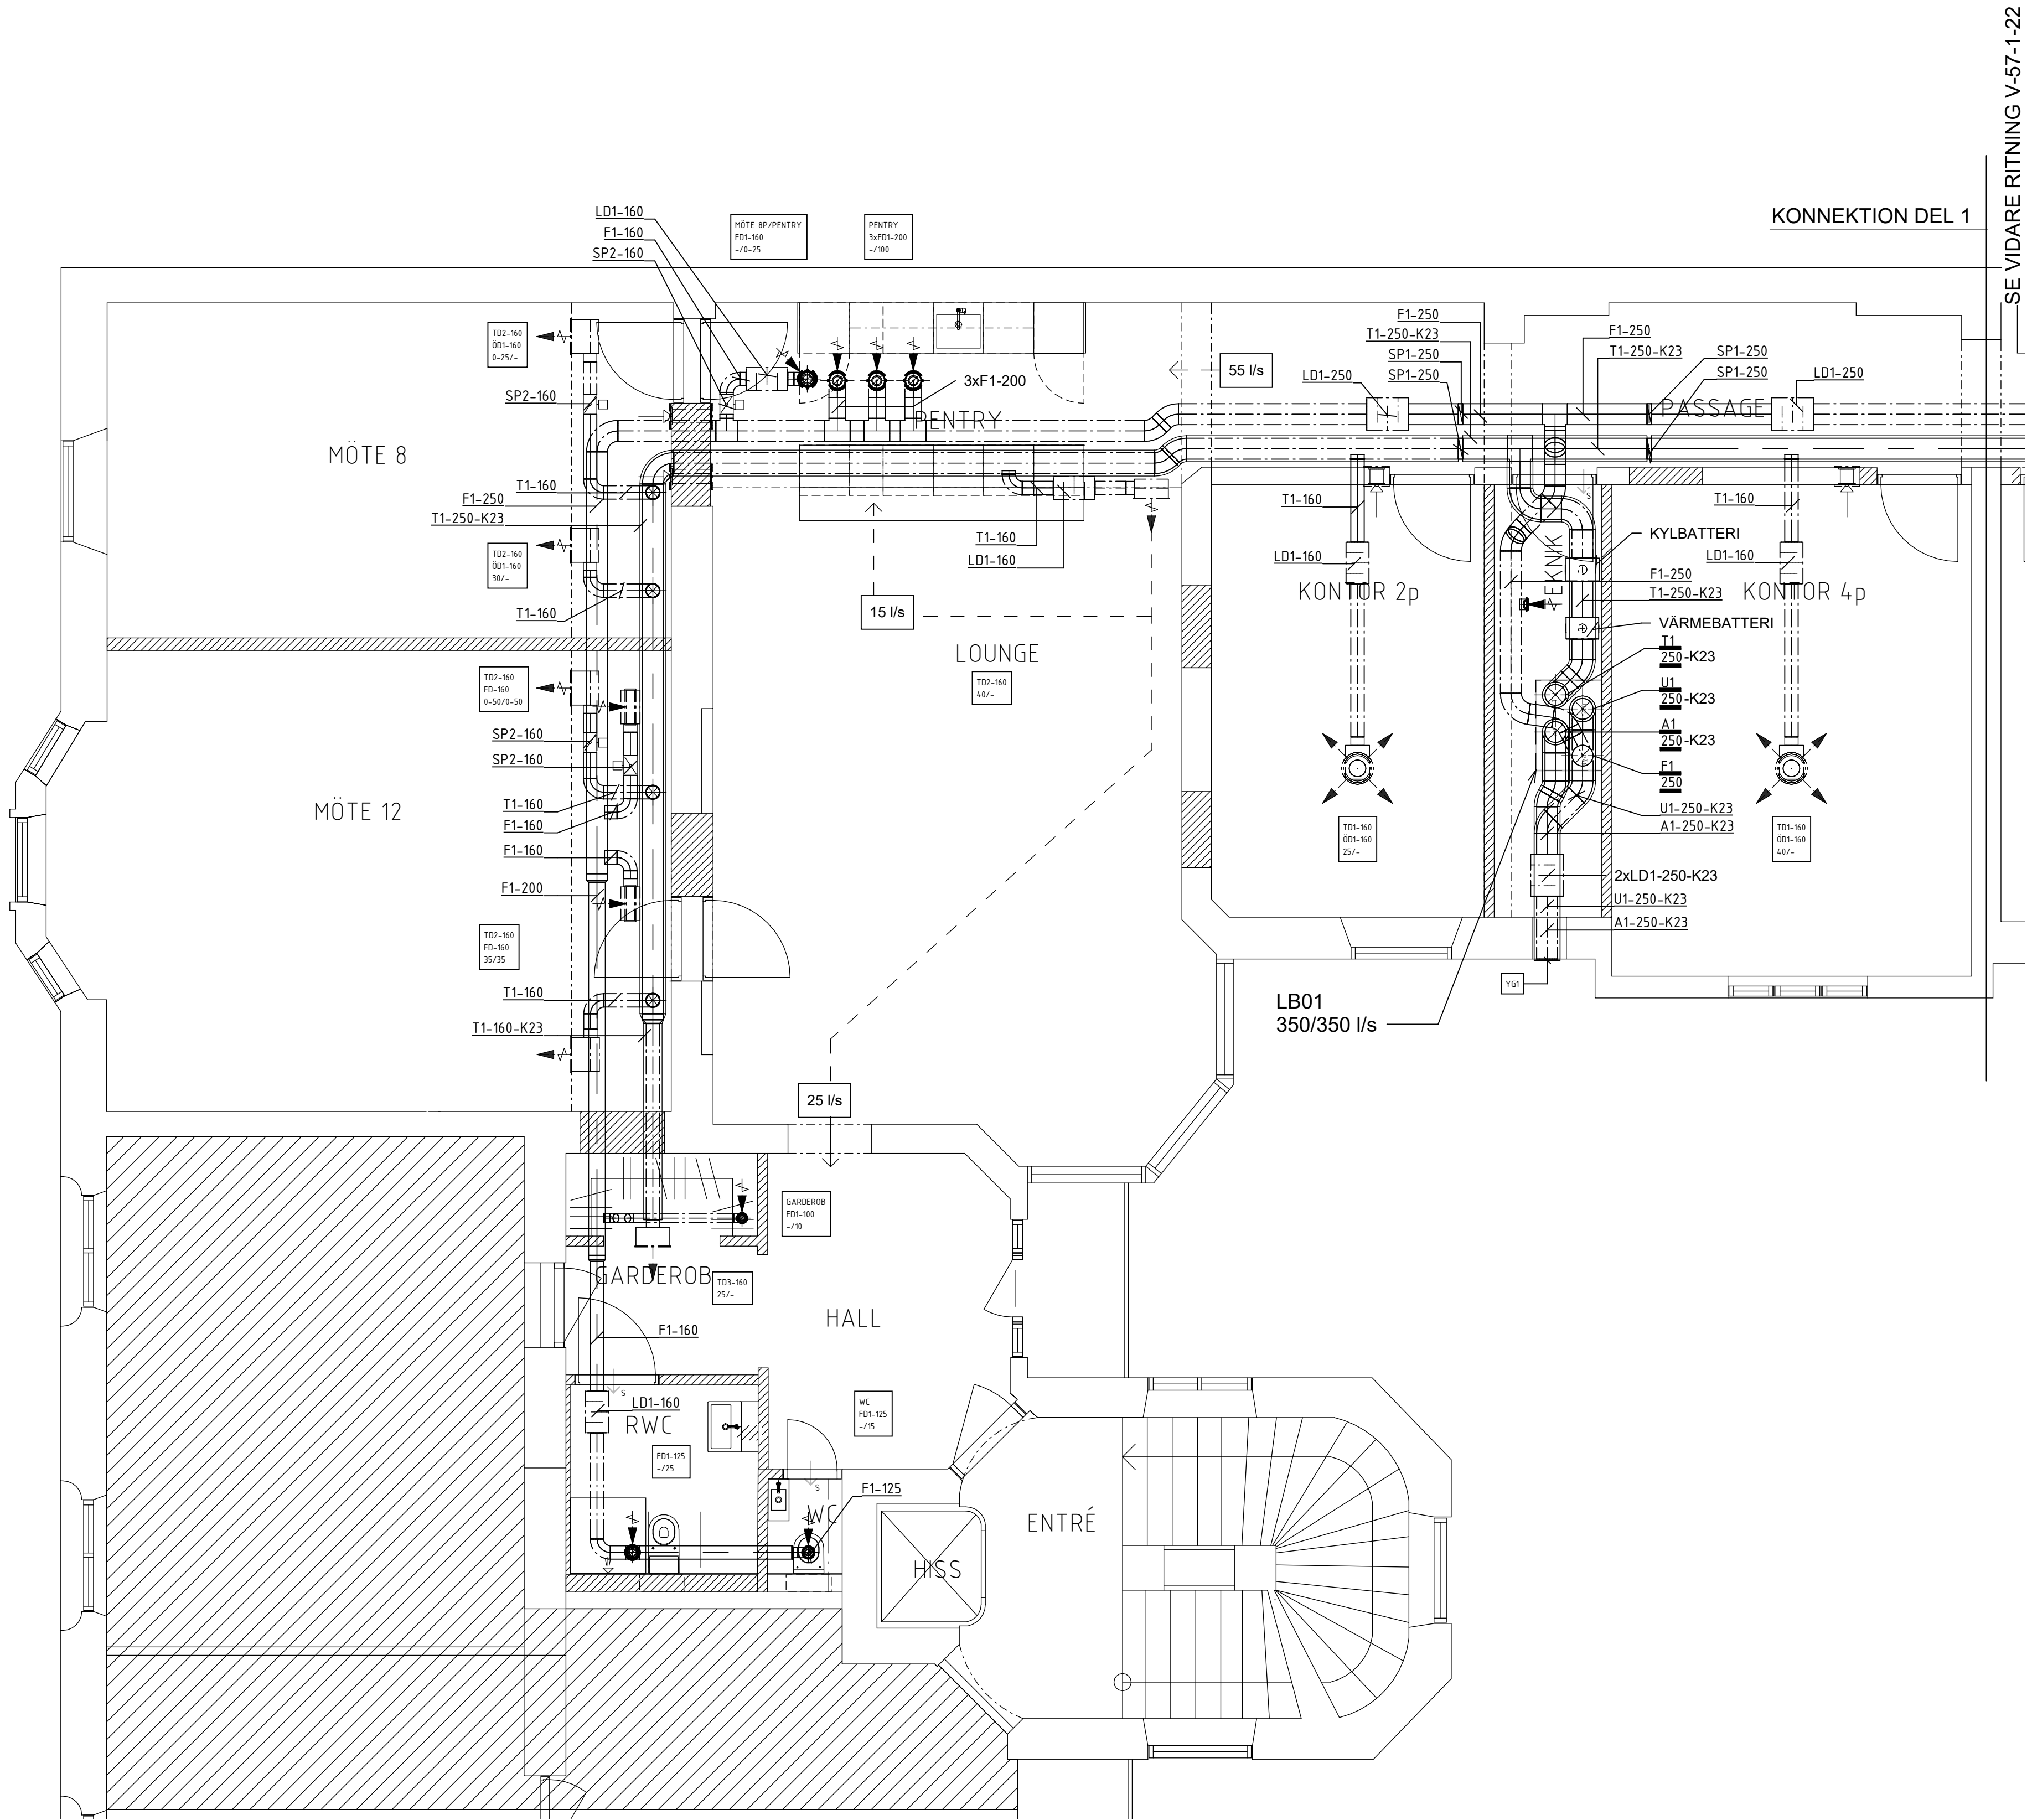 SE VIDARE RITNING V-57-1-22
KONNEKTION DEL 1
LD1-160
F1-160
SP2-160
MÖTE 8P/PENTRY
FD1-160
-/0-25
PENTRY
3xFD1-200
-/100
TD2-160
ÖD1-160
0-25/-
SP2-160
MÖTE 8
T1-160
F1-250
T1-250-K23
TD2-160
ÖD1-160
30/-
T1-160
3xF1-200
PENTRY
55 l/s
F1-250
T1-250-K23
SP1-250
SP1-250
LD1-250
F1-250
T1-250-K23
SP1-250
SP1-250
LD1-250
PASSAGE
T1-160
LD1-160
15 l/s
LOUNGE
TD2-160
40/-
T1-160
LD1-160
KONTOR 2p
TEKNIK
S
KYLBATTERI
F1-250
T1-250-K23
VÄRMEBATTERI
T1
250-K23
U1
250-K23
A1
250-K23
F1
250
U1-250-K23
A1-250-K23
2xLD1-250-K23
U1-250-K23
A1-250-K23
YG1
T1-160
LD1-160
KONTOR 4p
TD1-160
ÖD1-160
25/-
TD1-160
ÖD1-160
40/-
LB01
350/350 l/s
TD2-160
FD-160
0-50/0-50
SP2-160
SP2-160
MÖTE 12
T1-160
F1-160
F1-160
F1-200
TD2-160
FD-160
35/35
T1-160
T1-160-K23
25 l/s
GARDEROB
FD1-100
-/10
GARDEROB
TD3-160
25/-
HALL
F1-160
S
LD1-160
RWC
FD1-125
-/25
WC
FD1-125
-/15
S
F1-125
WC
ENTRÉ
HISS